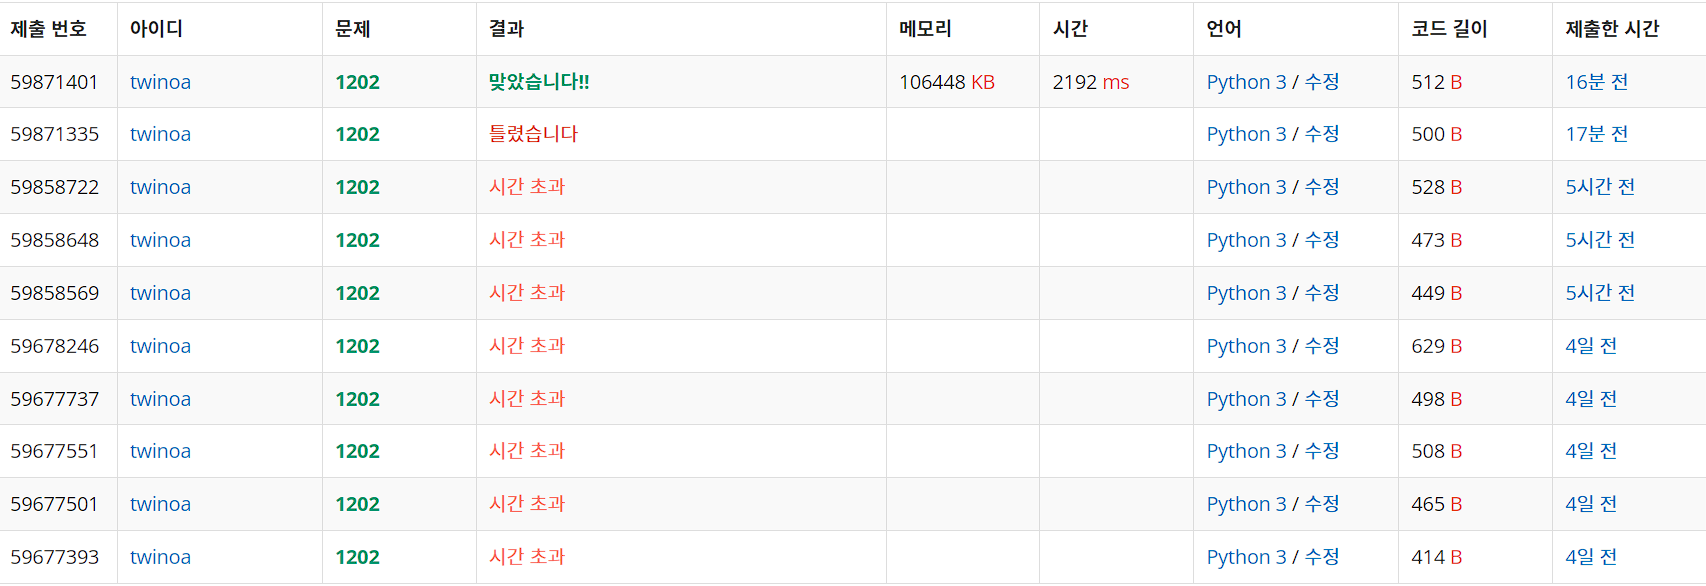 제출 번호 아이디 문제 결과 메모리 시간 언어 코드 길이 제출한 시간
59871401 twinoa 1202 맞았습니다!! 106448 KB 2192 ms Python 3 / 수정 512 B 16분 전
59871335 twinoa 1202 틀렸습니다 Python 3 / 수정 500 B 17분 전
59858722 twinoa 1202 시간 초과 Python 3 / 수정 528 B 5시간 전
59858648 twinoa 1202 시간 초과 Python 3 / 수정 473 B 5시간 전
59858569 twinoa 1202 시간 초과 Python 3 / 수정 449 B 5시간 전
59678246 twinoa 1202 시간 초과 Python 3 / 수정 629 B 4일 전
59677737 twinoa 1202 시간 초과 Python 3 / 수정 498 B 4일 전
59677551 twinoa 1202 시간 초과 Python 3 / 수정 508 B 4일 전
59677501 twinoa 1202 시간 초과 Python 3 / 수정 465 B 4일 전
59677393 twinoa 1202 시간 초과 Python 3 / 수정 414 B 4일 전